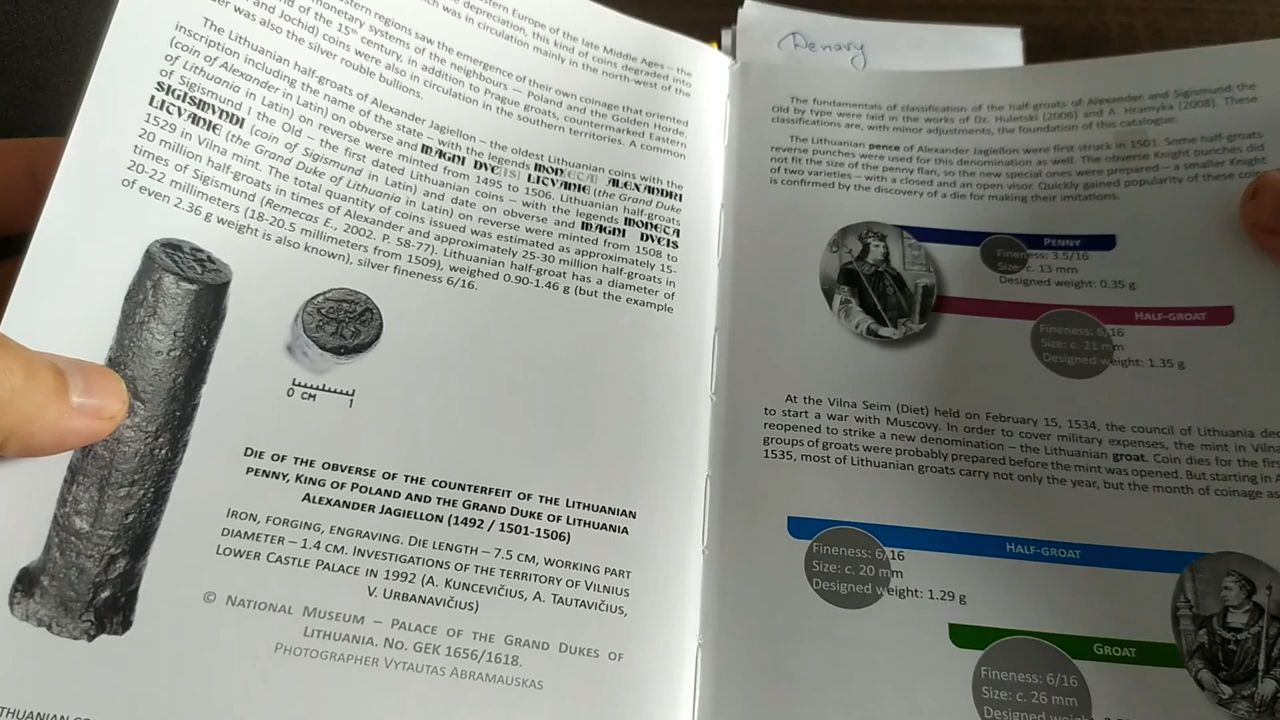 stern Europe of the late Middle Ages – the
depreciation, this kind of coins degraded into
was in circulation mainly in the north-west of the
astern regions saw the emergence of their own coinage that oriented
monetary systems of the neighbours – Poland and the Golden Horde.
of the 15th century, in addition to Prague groats, countermarked Eastern
and Jochid) coins were also in circulation in the southern territories. A common
er was also the silver rouble bullions.
The Lithuanian half-groats of Alexander Jagiellon – the oldest Lithuanian coins with the
inscription including the name of the state – with the legends MONETA ALEXANDRI
(coin of Alexander in Latin) on obverse and MAGNI DVC(IS) LITVANIE (the Grand Duke
of Lithuania in Latin) on reverse were minted from 1495 to 1506. Lithuanian half-groats
of Sigismund I the Old – the first dated Lithuanian coins – with the legends MONETA
SIGISMVNDI (coin of Sigismund in Latin) and date on obverse and MAGNI DVCIS
LITVANIE (the Grand Duke of Lithuania in Latin) on reverse were minted from 1508 to
1529 in Vilna mint. The total quantity of coins issued was estimated as approximately 15-
20 million half-groats in times of Alexander and approximately 25-30 million half-groats in
times of Sigismund (Remecas E., 2002. P. 58-77). Lithuanian half-groat has a diameter of
20-22 millimeters (18-20.5 millimeters from 1509), weighed 0.90-1.46 g (but the example
of even 2.36 g weight is also known), silver fineness 6/16.
0 CM 1
DIE OF THE OBVERSE OF THE COUNTERFEIT OF THE LITHUANIAN
PENNY, KING OF POLAND AND THE GRAND DUKE OF LITHUANIA
ALEXANDER JAGIELLON (1492 / 1501-1506)
IRON, FORGING, ENGRAVING. DIE LENGTH – 7.5 CM, WORKING PART
DIAMETER – 1.4 CM. INVESTIGATIONS OF THE TERRITORY OF VILNIUS
LOWER CASTLE PALACE IN 1992 (A. KUNCEVIČIUS, A. TAUTAVIČIUS,
V. URBANAVIČIUS)
© NATIONAL MUSEUM – PALACE OF THE GRAND DUKES OF
LITHUANIA. NO. GEK 1656/1618.
PHOTOGRAPHER VYTAUTAS ABRAMAUSKAS
THUANIAN CO
Denary
The fundamentals of classification of the half-groats of Alexander and Sigismund the
Old by type were laid in the works of Dz. Huletski (2006) and A. Hramyka (2008). These
classifications are, with minor adjustments, the foundation of this catalogue.
The Lithuanian pence of Alexander Jagiellon were first struck in 1501. Some half-groats
reverse punches were used for this denomination as well. The obverse Knight punches did
not fit the size of the penny flan, so the new special ones were prepared – a smaller Knight
of two varieties – with a closed and an open visor. Quickly gained popularity of these coin
is confirmed by the discovery of a die for making their imitations.
PENNY
Fineness: 3.5/16
Size: c. 13 mm
Designed weight: 0.35 g
HALF-GROAT
Fineness: 6/16
Size: c. 21 mm
Designed weight: 1.35 g
At the Vilna Seim (Diet) held on February 15, 1534, the council of Lithuania dec
to start a war with Muscovy. In order to cover military expenses, the mint in Vilna
reopened to strike a new denomination – the Lithuanian groat. Coin dies for the firs
groups of groats were probably prepared before the mint was opened. But starting in A
1535, most of Lithuanian groats carry not only the year, but the month of coinage as
HALF-GROAT
Fineness: 6/16
Size: c. 20 mm
Designed weight: 1.29 g
GROAT
Fineness: 6/16
Size: c. 26 mm
Designed weight: